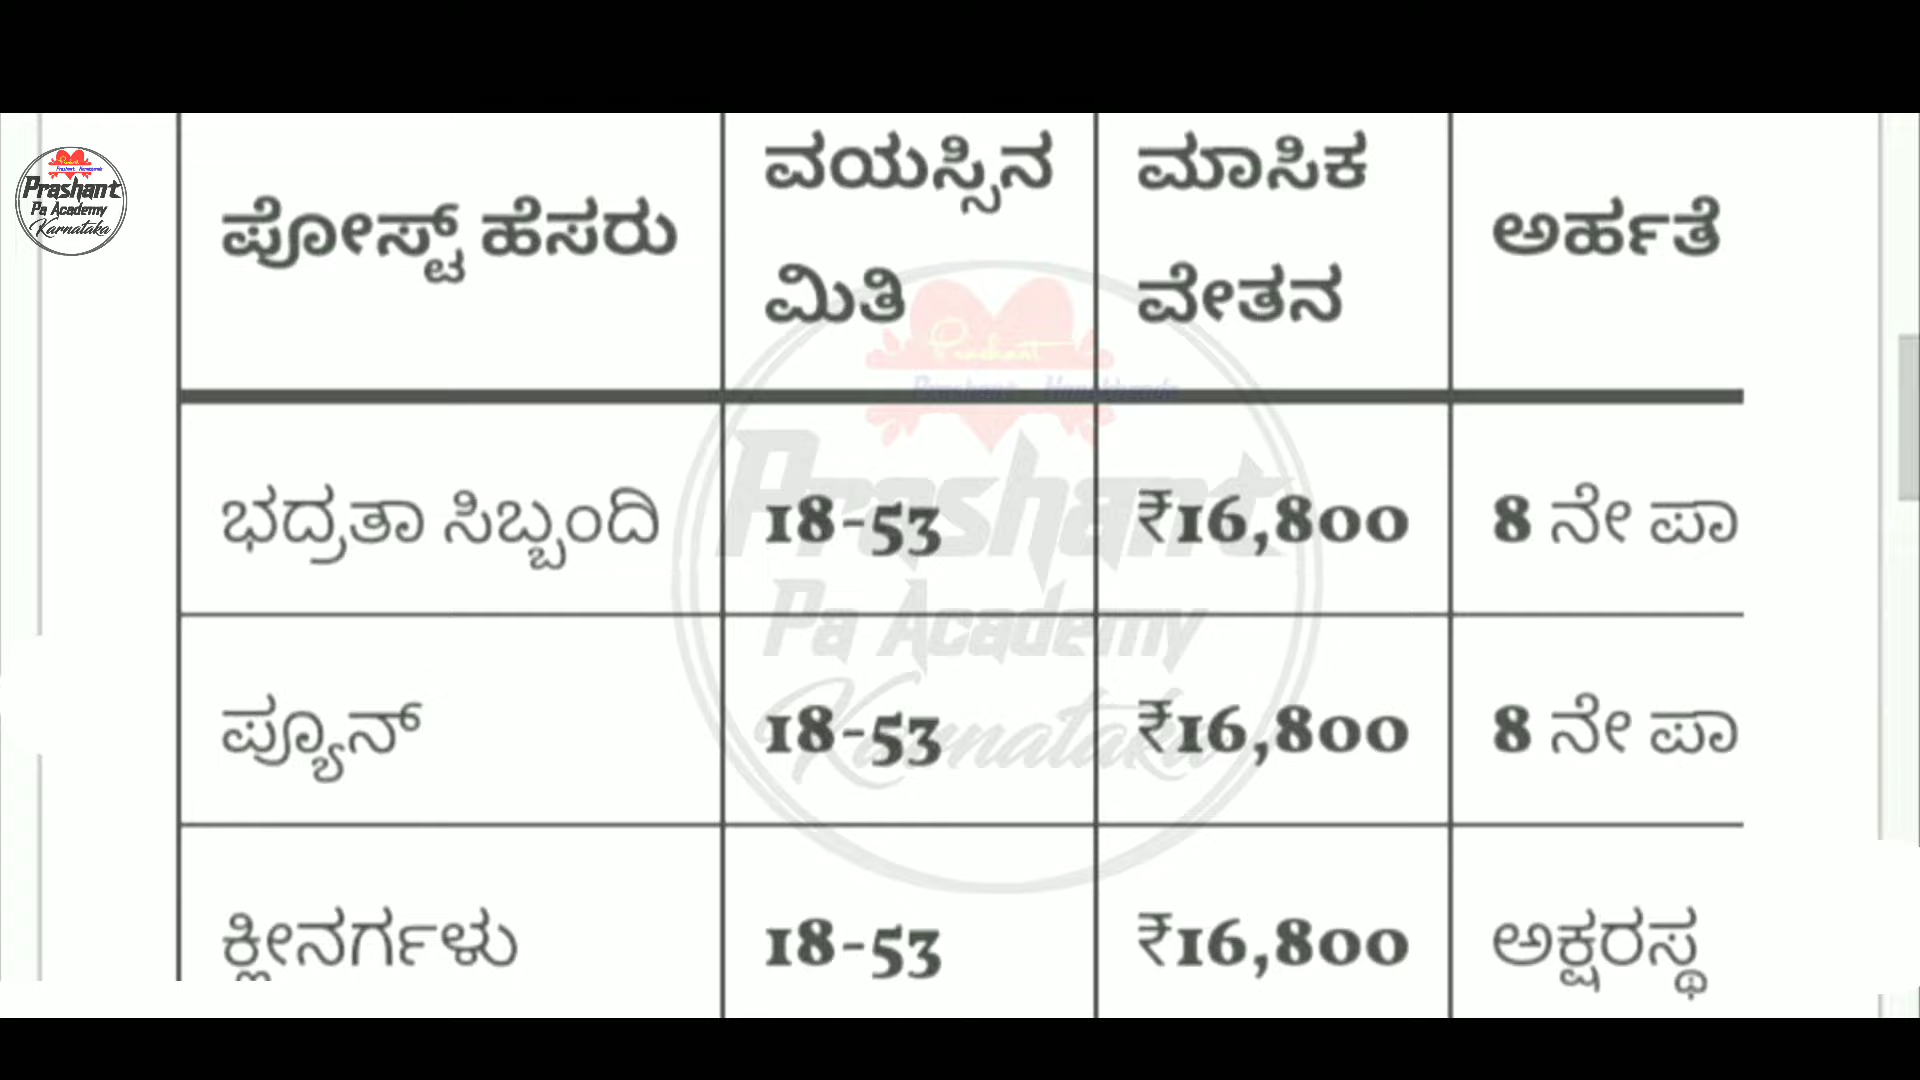 Prashant
Pa Academy
Karnataka
ಪೋಸ್ಟ್ ಹೆಸರು
ವಯಸ್ಸಿನ
ಮಿತಿ
ಮಾಸಿಕ
ವೇತನ
ಅರ್ಹತೆ
ಭದ್ರತಾ ಸಿಬ್ಬಂದಿ 18-53 ₹16,800 8 ನೇ ಪಾ
ಪ್ಯೂನ್ 18-53 ₹16,800 8 ನೇ ಪಾ
ಕ್ಲೀನರ್ಗಳು 18-53 ₹16,800 ಅಕ್ಷರಸ್ಥ
Prashant
Prashant
Pa Academy
Karnataka